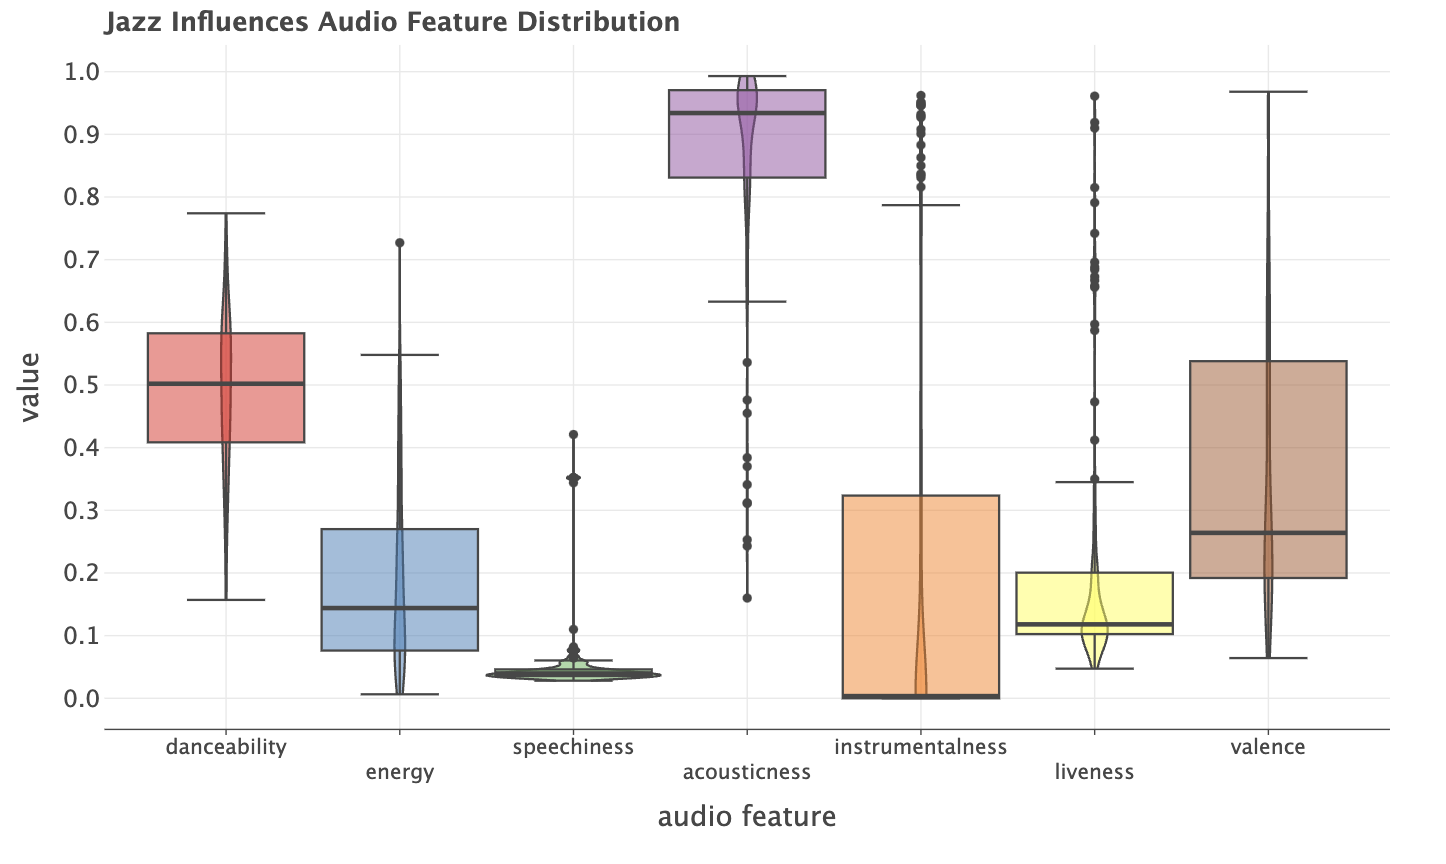 Jazz Influences Audio Feature Distribution
1.0
0.9
0.8
0.7
0.6
0.5
0.4
0.3
0.2
0.1
0.0
value
danceability
energy
speechiness
acousticness
instrumentalness
liveness
valence
audio feature